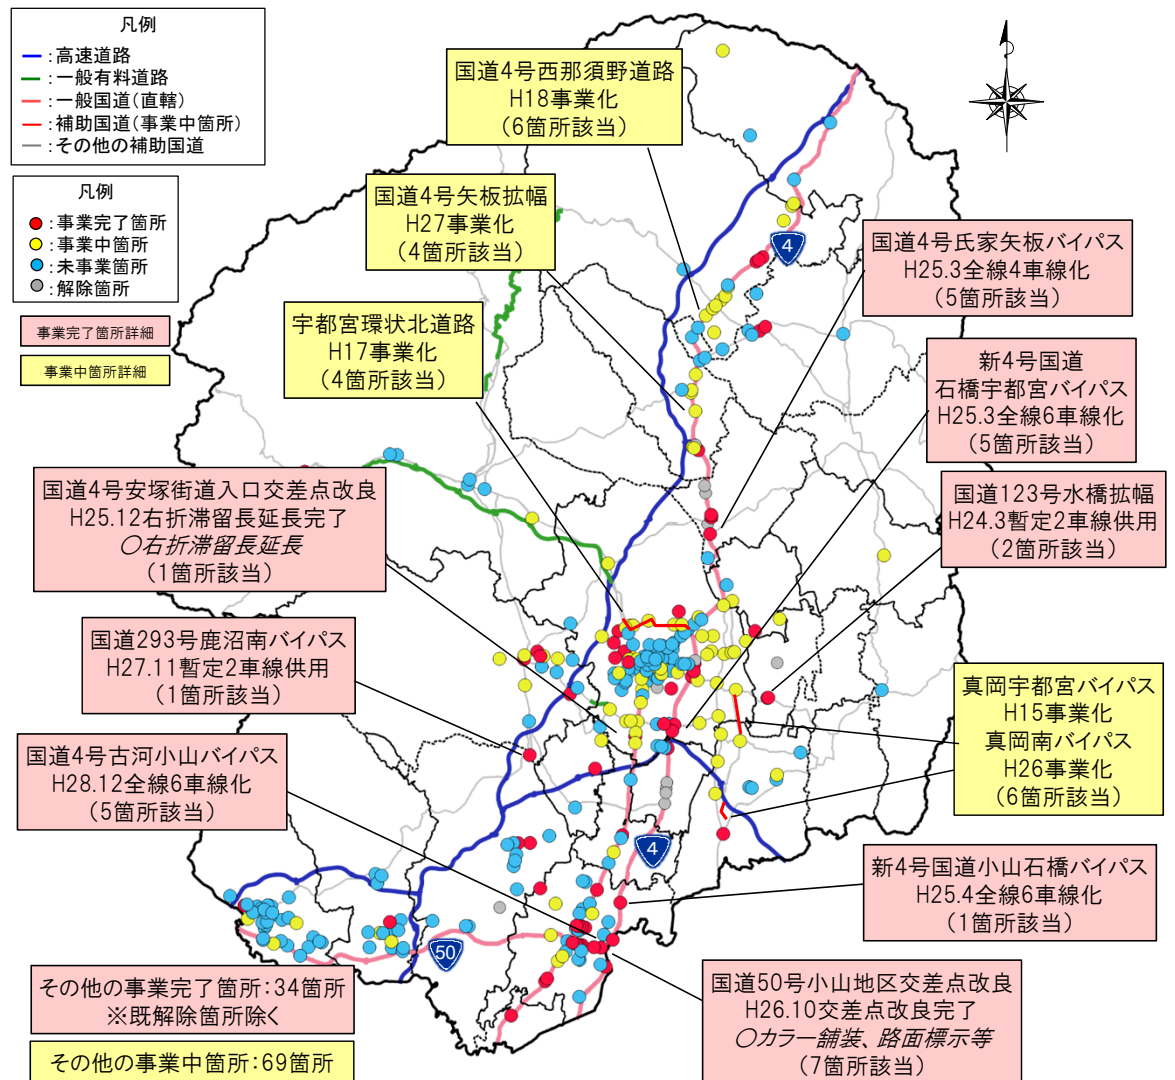 凡例
：高速道路
：一般有料道路
：一般国道（直轄）
：補助国道（事業中箇所）
：その他の補助国道
凡例
：事業完了箇所
：事業中箇所
：未事業箇所
：解除箇所
事業完了箇所詳細
事業中箇所詳細
国道4号西那須野道路
H18事業化
（6箇所該当）
国道4号矢板拡幅
H27事業化
（4箇所該当）
宇都宮環状北道路
H17事業化
（4箇所該当）
4
国道4号氏家矢板バイパス
H25.3全線4車線化
（5箇所該当）
新4号国道
石橋宇都宮バイパス
H25.3全線6車線化
（5箇所該当）
国道123号水橋拡幅
H24.3暫定2車線供用
（2箇所該当）
国道4号安塚街道入口交差点改良
H25.12右折滞留長延長完了
○右折滞留長延長
（1箇所該当）
国道293号鹿沼南バイパス
H27.11暫定2車線供用
（1箇所該当）
国道4号古河小山バイパス
H28.12全線6車線化
（5箇所該当）
真岡宇都宮バイパス
H15事業化
真岡南バイパス
H26事業化
（6箇所該当）
4
新4号国道小山石橋バイパス
H25.4全線6車線化
（1箇所該当）
50
国道50号小山地区交差点改良
H26.10交差点改良完了
○カラー舗装、路面標示等
（7箇所該当）
その他の事業完了箇所：34箇所
※既解除箇所除く
その他の事業中箇所：69箇所